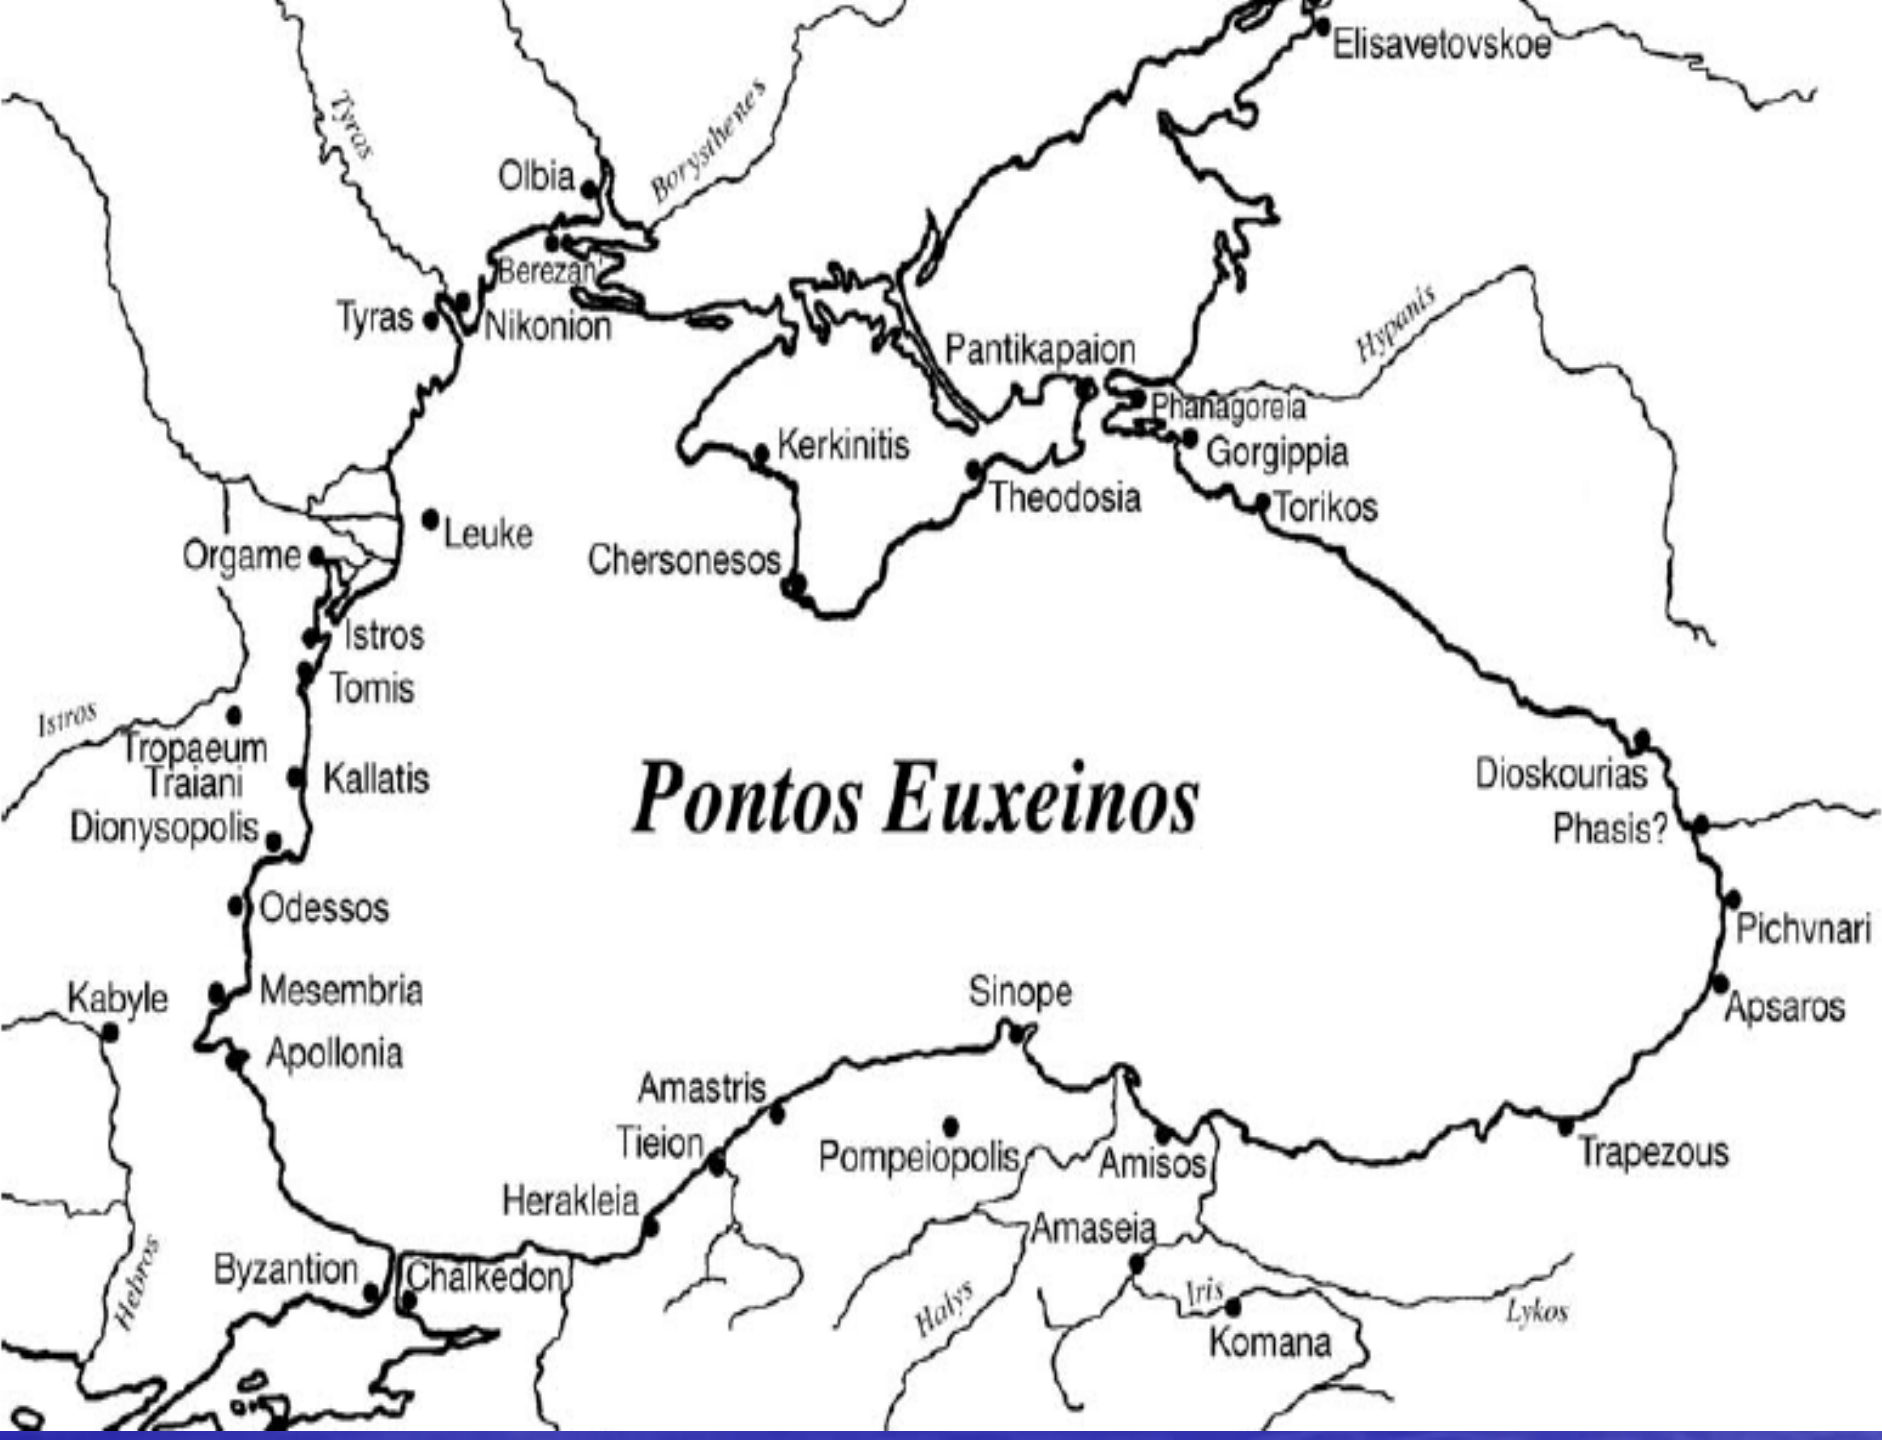 Elisavetovskoe
Tyras
Borysthenes
Olbia
Berezan'
Tyras
Nikonion
Hypanis
Pantikapaion
Phanagoreia
Kerkinitis
Gorgippia
Theodosia
Torikos
Leuke
Orgame
Chersonesos
Istros
Tomis
Istros
Tropaeum
Traiani
Kallatis
Pontos Euxeinos
Dioskourias
Dionysopolis
Phasis?
Odessos
Pichvnari
Kabyle
Mesembria
Sinope
Apsaros
Apollonia
Amastris
Tieion
Pompeiopolis
Amisos
Trapezous
Herakleia
Amaseia
Byzantion
Chalkedon
Hebros
Halys
Iris
Lykos
Komana